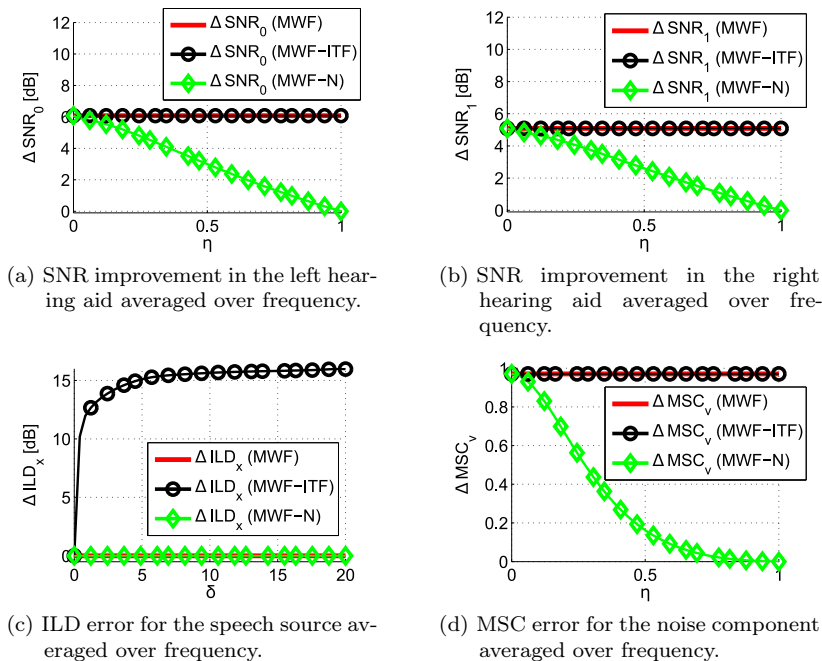 12
10
8
6
4
2
0
Δ SNR₀ [dB]
Δ SNR₀ (MWF)
Δ SNR₀ (MWF−ITF)
Δ SNR₀ (MWF−N)
0 0.5 1
η
(a) SNR improvement in the left hear-
ing aid averaged over frequency.
12
10
8
6
4
2
0
Δ SNR₁ [dB]
Δ SNR₁ (MWF)
Δ SNR₁ (MWF−ITF)
Δ SNR₁ (MWF−N)
0 0.5 1
η
(b) SNR improvement in the right
hearing aid averaged over fre-
quency.
15
10
5
0
Δ ILDₓ [dB]
Δ ILDₓ (MWF)
Δ ILDₓ (MWF−ITF)
Δ ILDₓ (MWF−N)
0 5 10 15 20
δ
(c) ILD error for the speech source av-
eraged over frequency.
1
0.8
0.6
0.4
0.2
0
Δ MSCᵥ
Δ MSCᵥ (MWF)
Δ MSCᵥ (MWF−ITF)
Δ MSCᵥ (MWF−N)
0 0.5 1
η
(d) MSC error for the noise component
averaged over frequency.